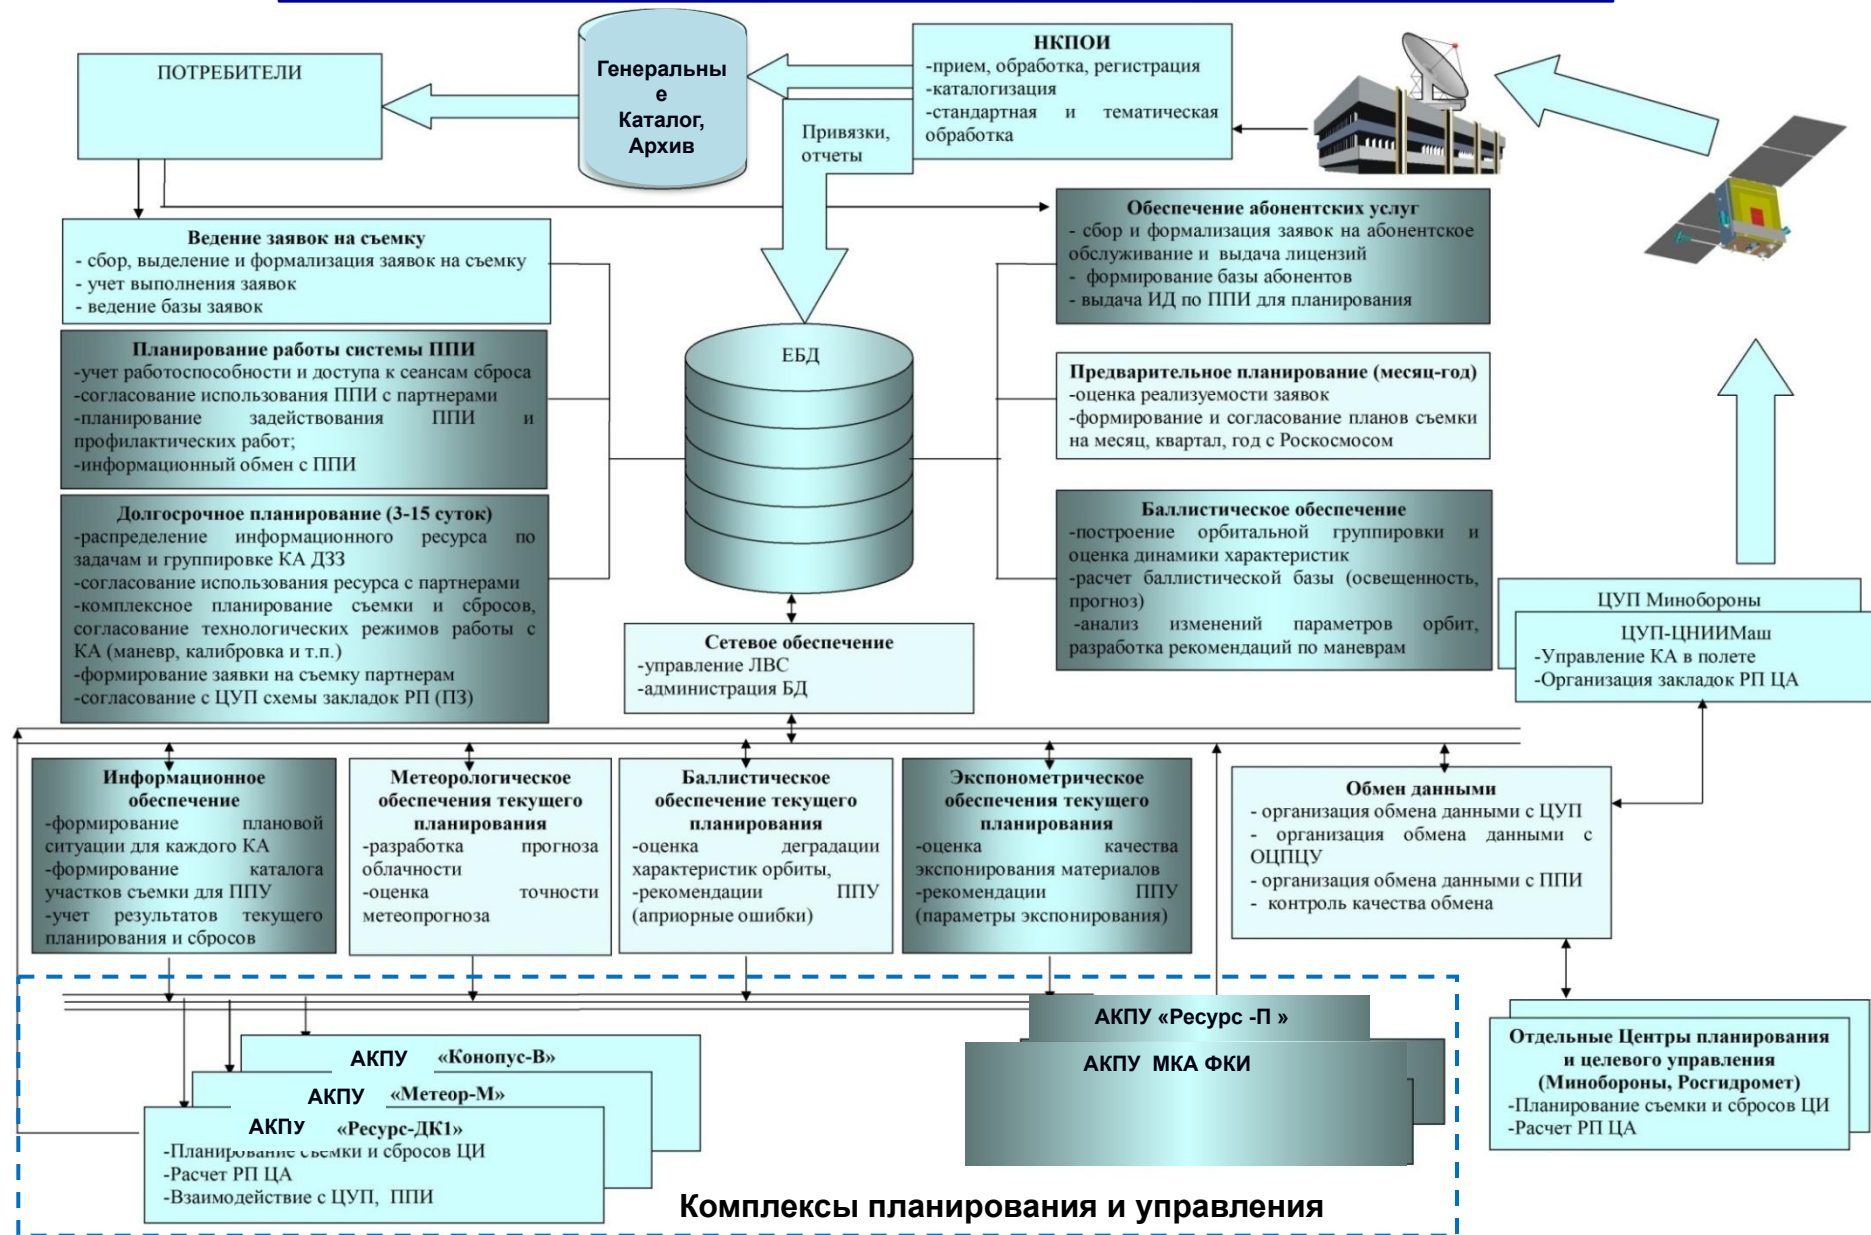 ПОТРЕБИТЕЛИ
Генеральны
е
Каталог,
Архив
НКПОИ
-прием, обработка, регистрация
-каталогизация
-стандартная и тематическая
обработка
Привязки,
отчеты
Ведение заявок на съемку
- сбор, выделение и формализация заявок на съемку
- учет выполнения заявок
- ведение базы заявок
Обеспечение абонентских услуг
- сбор и формализация заявок на абонентское
обслуживание и выдача лицензий
- формирование базы абонентов
- выдача ИД по ППИ для планирования
Планирование работы системы ППИ
-учет работоспособности и доступа к сеансам сброса
-согласование использования ППИ с партнерами
-планирование задействования ППИ и
профилактических работ;
-информационный обмен с ППИ
ЕБД
Предварительное планирование (месяц-год)
-оценка реализуемости заявок
-формирование и согласование планов съемки
на месяц, квартал, год с Роскосмосом
Долгосрочное планирование (3-15 суток)
-распределение информационного ресурса по
задачам и группировке КА ДЗЗ
-согласование использования ресурса с партнерами
-комплексное планирование съемки и сбросов,
согласование технологических режимов работы с
КА (маневр, калибровка и т.п.)
-формирование заявки на съемку партнерам
-согласование с ЦУП схемы закладок РП (ПЗ)
Баллистическое обеспечение
-построение орбитальной группировки и
оценка динамики характеристик
-расчет баллистической базы (освещенность,
прогноз)
-анализ изменений параметров орбит,
разработка рекомендаций по маневрам
Сетевое обеспечение
-управление ЛВС
-администрация БД
ЦУП Минобороны
ЦУП-ЦНИИМаш
-Управление КА в полете
-Организация закладок РП ЦА
Информационное
обеспечение
-формирование плановой
ситуации для каждого КА
-формирование каталога
участков съемки для ППУ
-учет результатов текущего
планирования и сбросов
Метеорологическое
обеспечения текущего
планирования
-разработка прогноза
облачности
-оценка точности
метеопрогноза
Баллистическое
обеспечение текущего
планирования
-оценка деградации
характеристик орбиты,
-рекомендации ППУ
(априорные ошибки)
Экспонометрическое
обеспечения текущего
планирования
-оценка качества
экспонирования материалов
-рекомендации ППУ
(параметры экспонирования)
Обмен данными
- организация обмена данными с ЦУП
- организация обмена данными с
ОЦПЦУ
- организация обмена данными с ППИ
- контроль качества обмена
АКПУ «Конопус-В»
АКПУ «Метеор-М»
АКПУ «Ресурс-ДК1»
-Планирование съемки и сбросов ЦИ
-Расчет РП ЦА
-Взаимодействие с ЦУП, ППИ
АКПУ «Ресурс -П »
АКПУ МКА ФКИ
Отдельные Центры планирования
и целевого управления
(Минобороны, Росгидромет)
-Планирование съемки и сбросов ЦИ
-Расчет РП ЦА
Комплексы планирования и управления